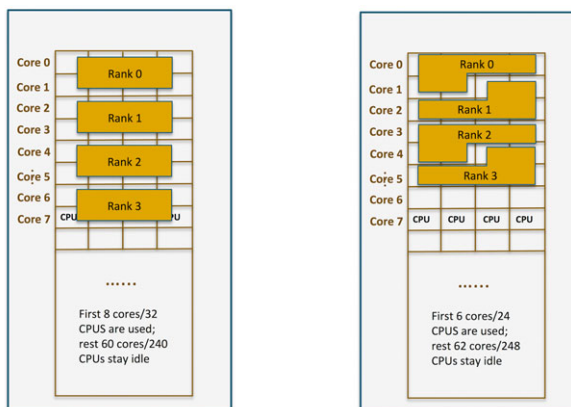 Core 0
Rank 0
Core 1
Core 2
Rank 1
Core 3
Core 4
Rank 2
Core 5
Core 6
Rank 3
Core 7
CPU
PU
......
First 8 cores/32
CPUS are used;
rest 60 cores/240
CPUs stay idle
Core 0
Rank 0
Core 1
Core 2
Rank 1
Core 3
Rank 2
Core 4
Core 5
Rank 3
Core 6
Core 7
CPU CPU CPU CPU
......
First 6 cores/24
CPUS are used;
rest 62 cores/248
CPUs stay idle